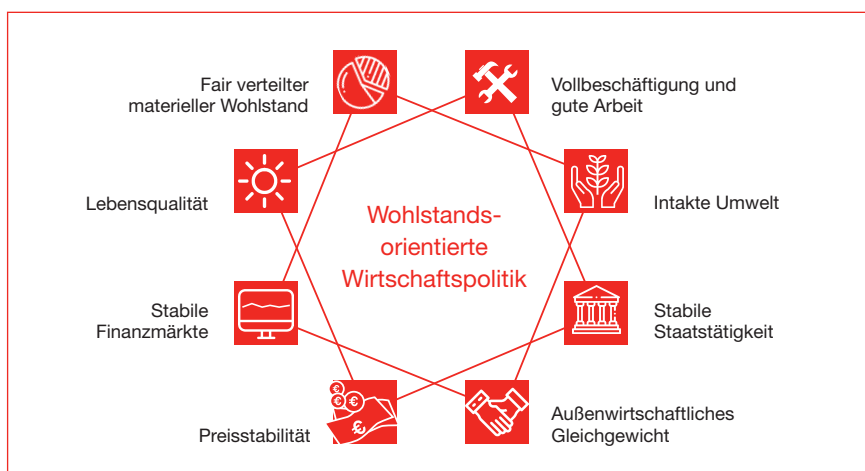 Fair verteilter
materieller Wohlstand
Vollbeschäftigung und
gute Arbeit
Lebensqualität
Intakte Umwelt
Wohlstands-
orientierte
Wirtschaftspolitik
Stabile
Finanzmärkte
Stabile
Staatstätigkeit
€
€ €
€
Preisstabilität
Außenwirtschaftliches
Gleichgewicht